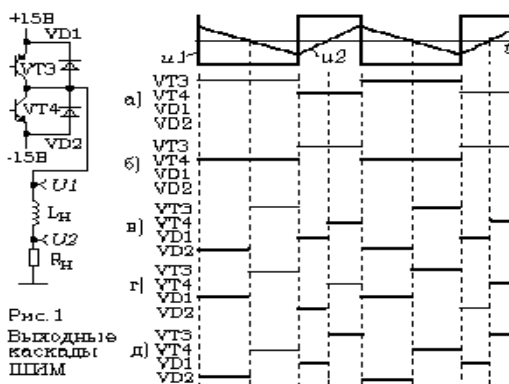 +15В
VD1
VT3
VT4
VD2
-15В
U1
Lн
U2
Rн
Рис. 1
Выходные
каскады
ШИМ
u1
u2
t
а)
VT3
VT4
VD1
VD2
б)
VT3
VT4
VD1
VD2
в)
VT3
VT4
VD1
VD2
г)
VT3
VT4
VD1
VD2
д)
VT3
VT4
VD1
VD2